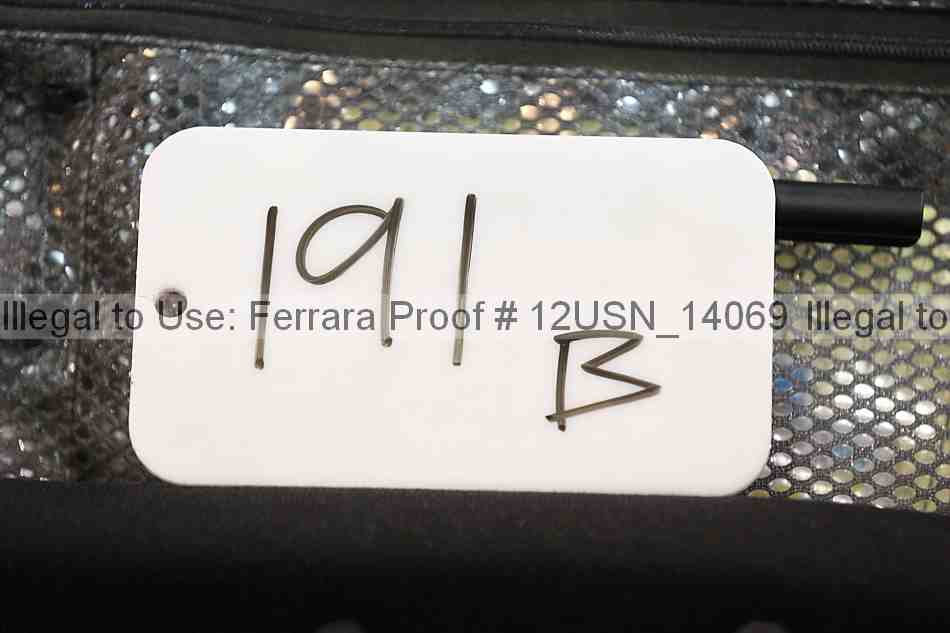 191
Illegal to Use: Ferrara Proof # 12USN_14069 Illegal to
B